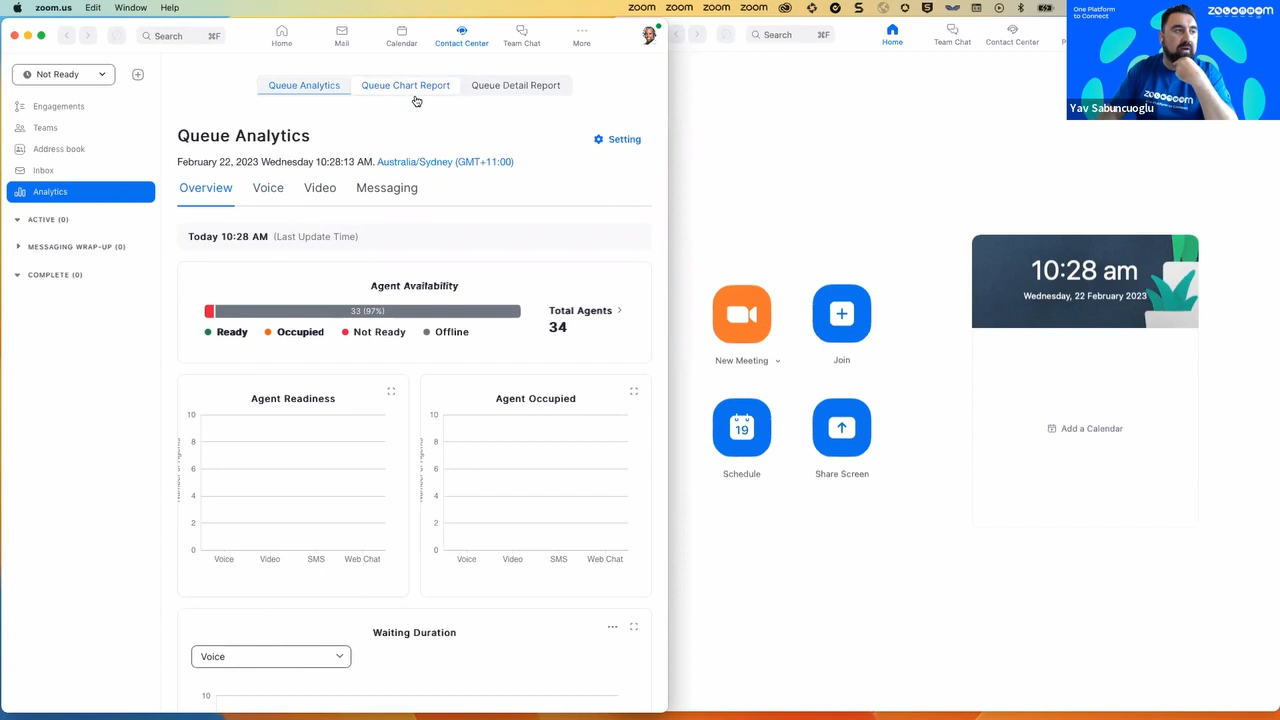 zoom.us Edit Window Help
zoom zoom zoom zoom
Search ⌘F
Home
Mail
Calendar
Contact Center
Team Chat
More
Search ⌘F
Home
Team Chat
Contact Center
One Platform
to Connect
zoooooom
zoooooom
Yav Sabuncuoglu
Not Ready
Engagements
Teams
Address book
Inbox
Analytics
ACTIVE (0)
MESSAGING WRAP-UP (0)
COMPLETE (0)
Queue Analytics
Queue Chart Report
Queue Detail Report
Queue Analytics
Setting
February 22, 2023 Wednesday 10:28:13 AM. Australia/Sydney (GMT+11:00)
Overview Voice Video Messaging
Today 10:28 AM (Last Update Time)
Agent Availability
33 (97%)
Ready Occupied Not Ready Offline
Total Agents
34
Agent Readiness
10
8
6
4
2
0
Voice Video SMS Web Chat
Agent Occupied
10
8
6
4
2
0
Voice Video SMS Web Chat
Waiting Duration
Voice
10
New Meeting
Join
19
Schedule
Share Screen
10:28 am
Wednesday, 22 February 2023
Add a Calendar